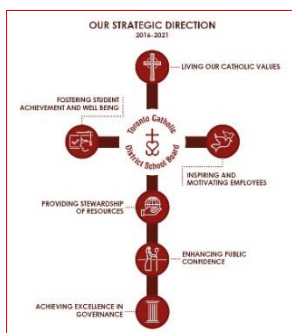 OUR STRATEGIC DIRECTION
2016-2021
LIVING OUR CATHOLIC VALUES
FOSTERING STUDENT
ACHIEVEMENT AND WELL BEING
Toronto Catholic
District School Board
INSPIRING AND
MOTIVATING EMPLOYEES
PROVIDING STEWARDSHIP
OF RESOURCES
ENHANCING PUBLIC
CONFIDENCE
ACHIEVING EXCELLENCE IN
GOVERNANCE